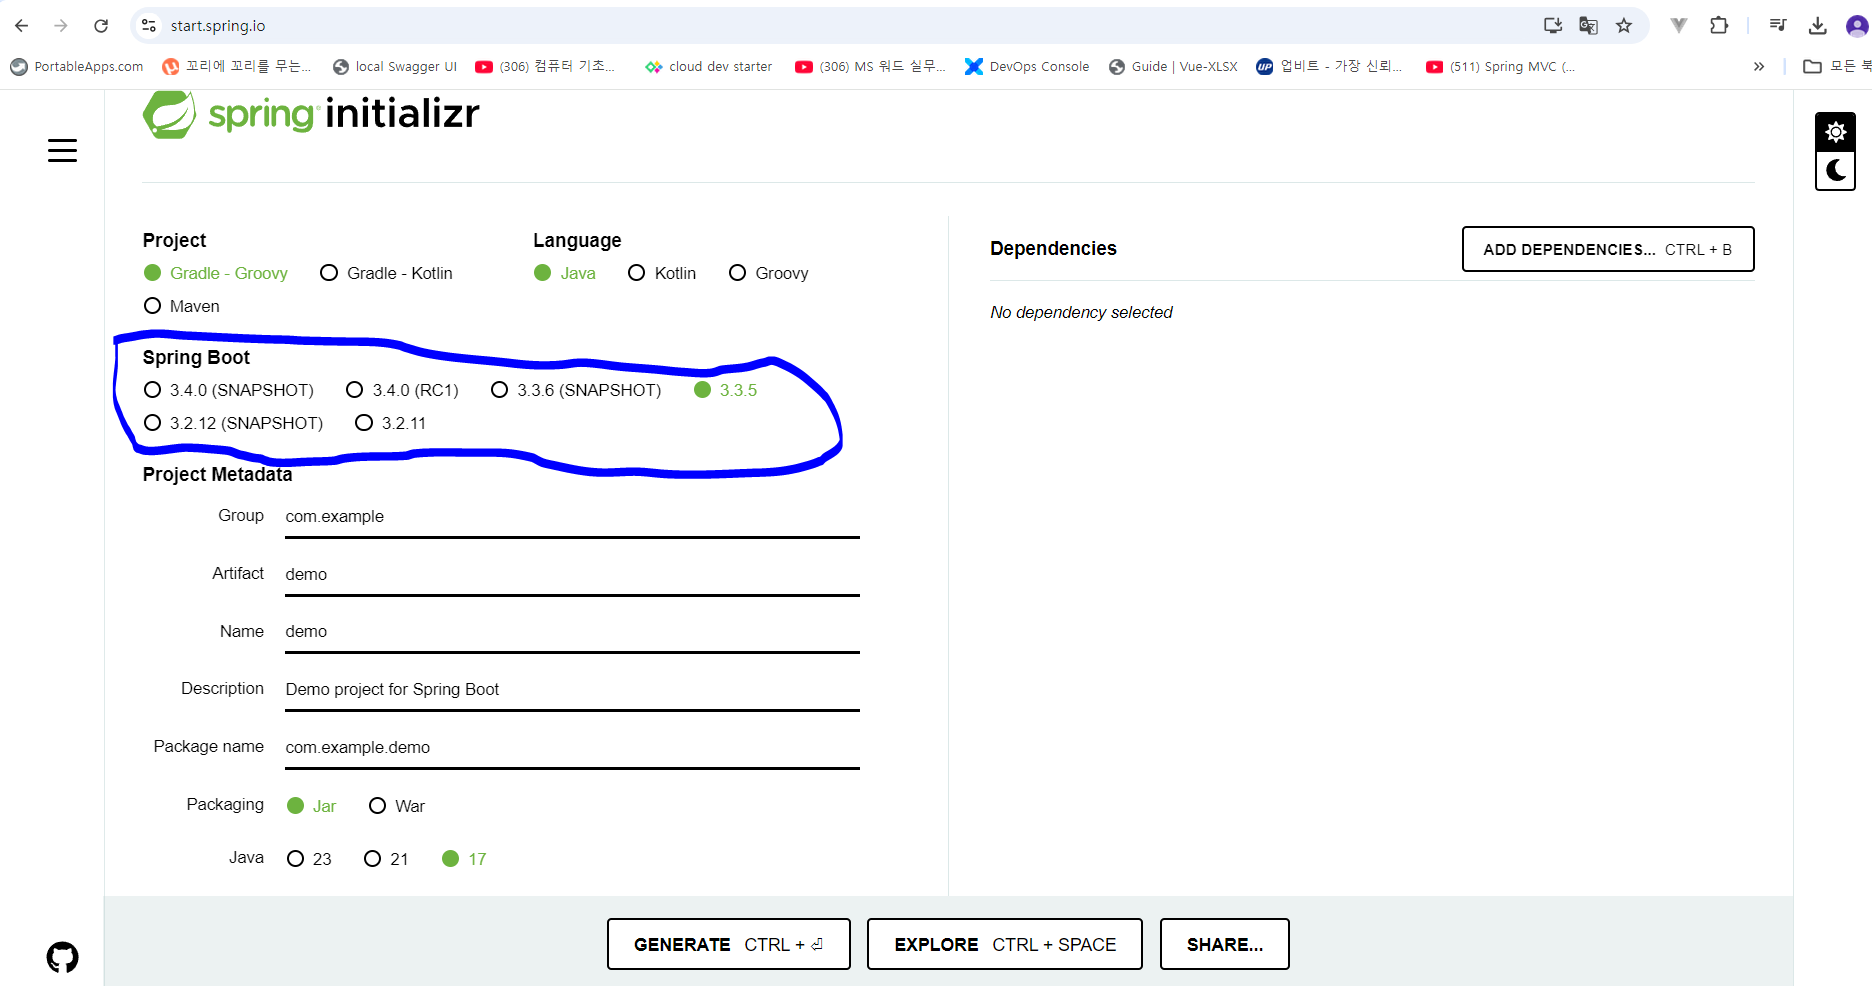 start.spring.io
PortableApps.com 꼬리에 꼬리를 무는... local Swagger UI (306) 컴퓨터 기초... cloud dev starter (306) MS 워드 실무... DevOps Console Guide | Vue-XLSX UP 업비트 - 가장 신뢰... (511) Spring MVC (... » 모든 북
spring initializr
Project
Gradle - Groovy Gradle - Kotlin
Maven
Language
Java Kotlin Groovy
Spring Boot
3.4.0 (SNAPSHOT) 3.4.0 (RC1) 3.3.6 (SNAPSHOT) 3.3.5
3.2.12 (SNAPSHOT) 3.2.11
Project Metadata
Group com.example
Artifact demo
Name demo
Description Demo project for Spring Boot
Package name com.example.demo
Packaging Jar War
Java 23 21 17
Dependencies ADD DEPENDENCIES... CTRL + B
No dependency selected
GENERATE CTRL + ⏎ EXPLORE CTRL + SPACE SHARE...